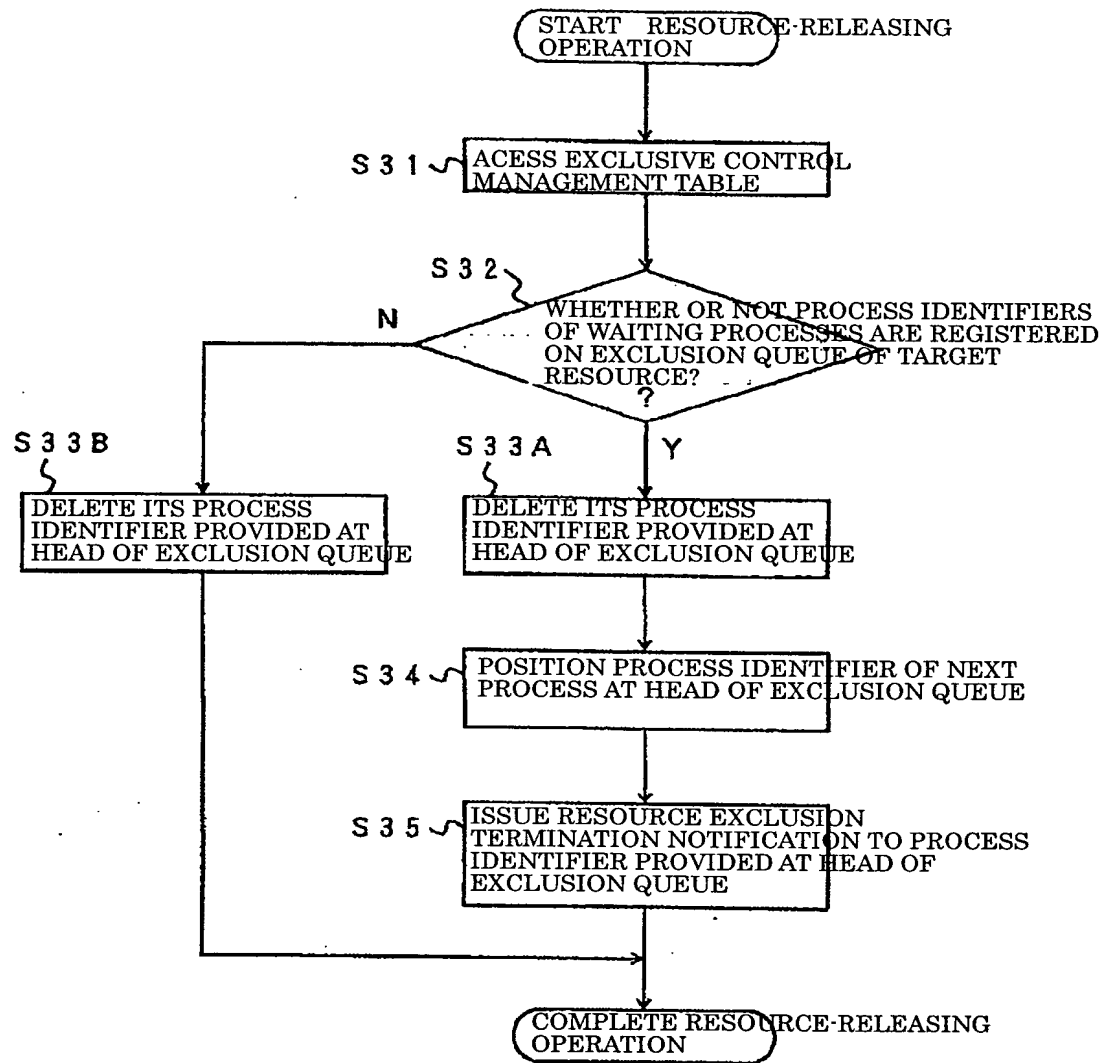 START RESOURCE-RELEASING
OPERATION
S31
ACESS EXCLUSIVE CONTROL
MANAGEMENT TABLE
S32
N
WHETHER OR NOT PROCESS IDENTIFIERS
OF WAITING PROCESSES ARE REGISTERED
ON EXCLUSION QUEUE OF TARGET
RESOURCE?
?
Y
S33B
DELETE ITS PROCESS
IDENTIFIER PROVIDED AT
HEAD OF EXCLUSION QUEUE
S33A
DELETE ITS PROCESS
IDENTIFIER PROVIDED AT
HEAD OF EXCLUSION QUEUE
S34
POSITION PROCESS IDENTIFIER OF NEXT
PROCESS AT HEAD OF EXCLUSION QUEUE
S35
ISSUE RESOURCE EXCLUSION
TERMINATION NOTIFICATION TO PROCESS
IDENTIFIER PROVIDED AT HEAD OF
EXCLUSION QUEUE
COMPLETE RESOURCE-RELEASING
OPERATION